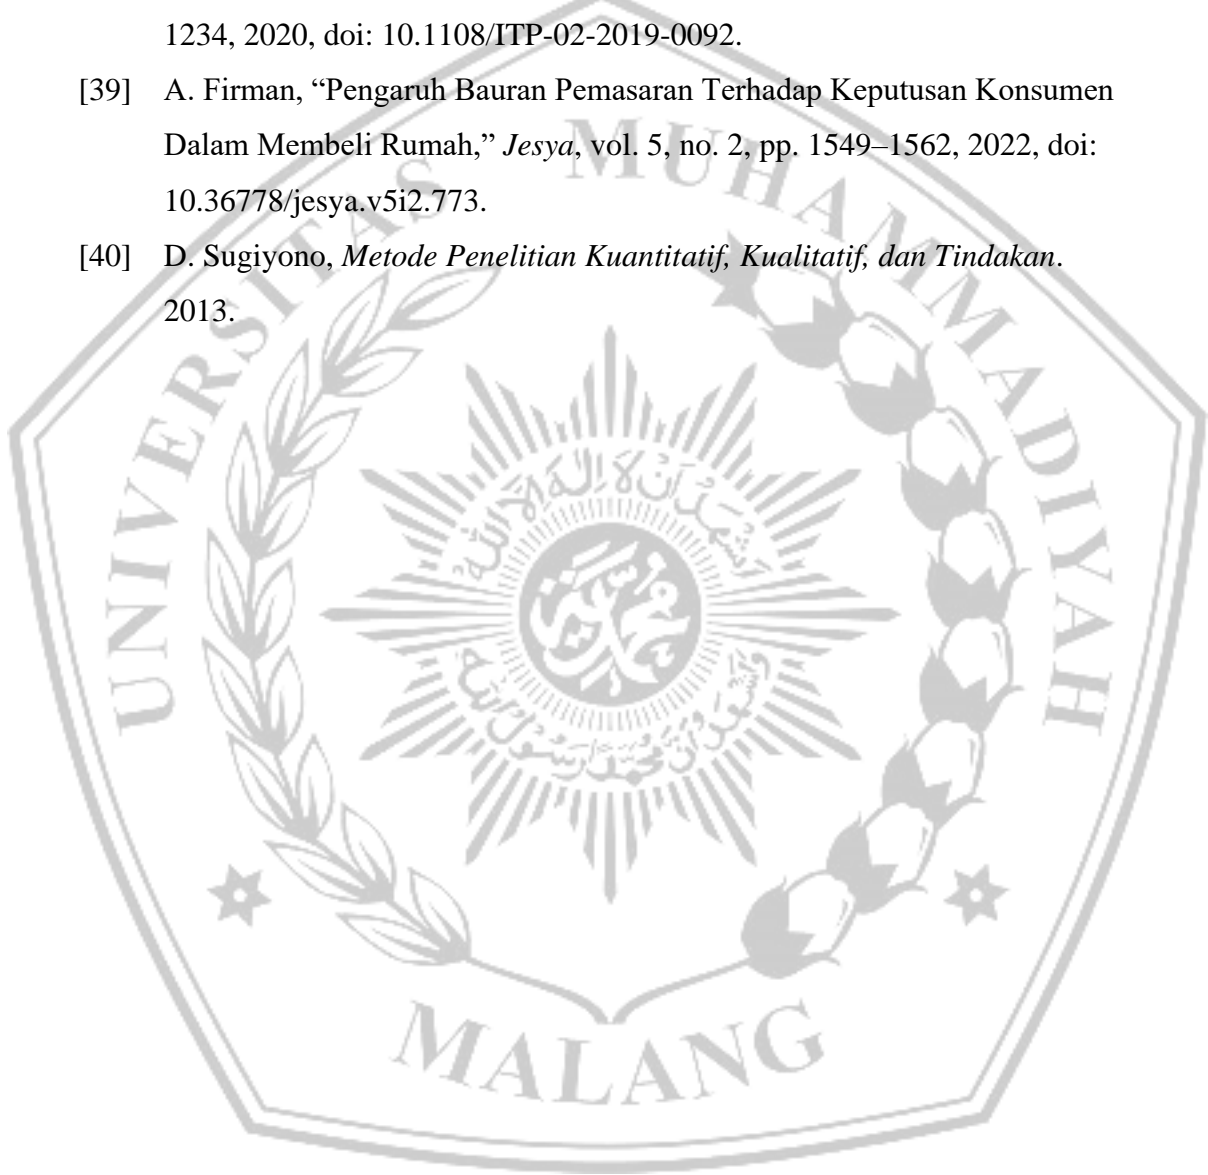 1234, 2020, doi: 10.1108/ITP-02-2019-0092.
[39] A. Firman, “Pengaruh Bauran Pemasaran Terhadap Keputusan Konsumen
Dalam Membeli Rumah,” Jesya, vol. 5, no. 2, pp. 1549–1562, 2022, doi:
10.36778/jesya.v5i2.773.
[40] D. Sugiyono, Metode Penelitian Kuantitatif, Kualitatif, dan Tindakan.
2013.
UNIVERSITAS MUHAMMADIYAH
MALANG